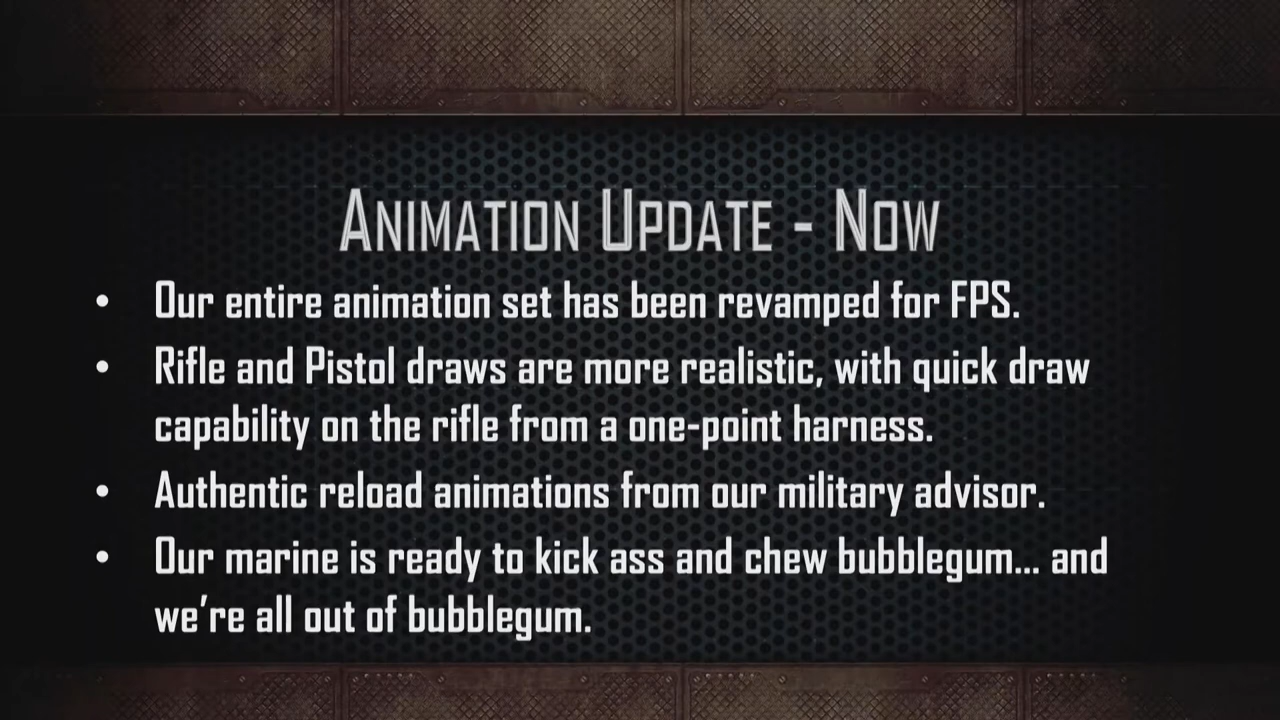 Animation Update - Now
• Our entire animation set has been revamped for FPS.
• Rifle and Pistol draws are more realistic, with quick draw
capability on the rifle from a one-point harness.
• Authentic reload animations from our military advisor.
• Our marine is ready to kick ass and chew bubblegum... and
we're all out of bubblegum.